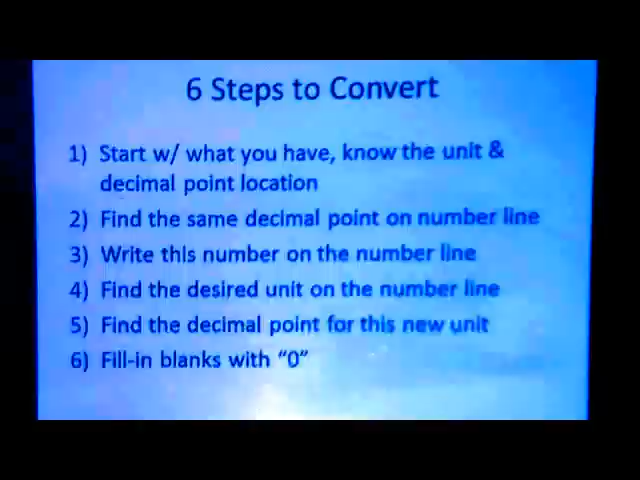 6 Steps to Convert
1) Start w/ what you have, know the unit &
decimal point location
2) Find the same decimal point on number line
3) Write this number on the number line
4) Find the desired unit on the number line
5) Find the decimal point for this new unit
6) Fill-in blanks with “0”